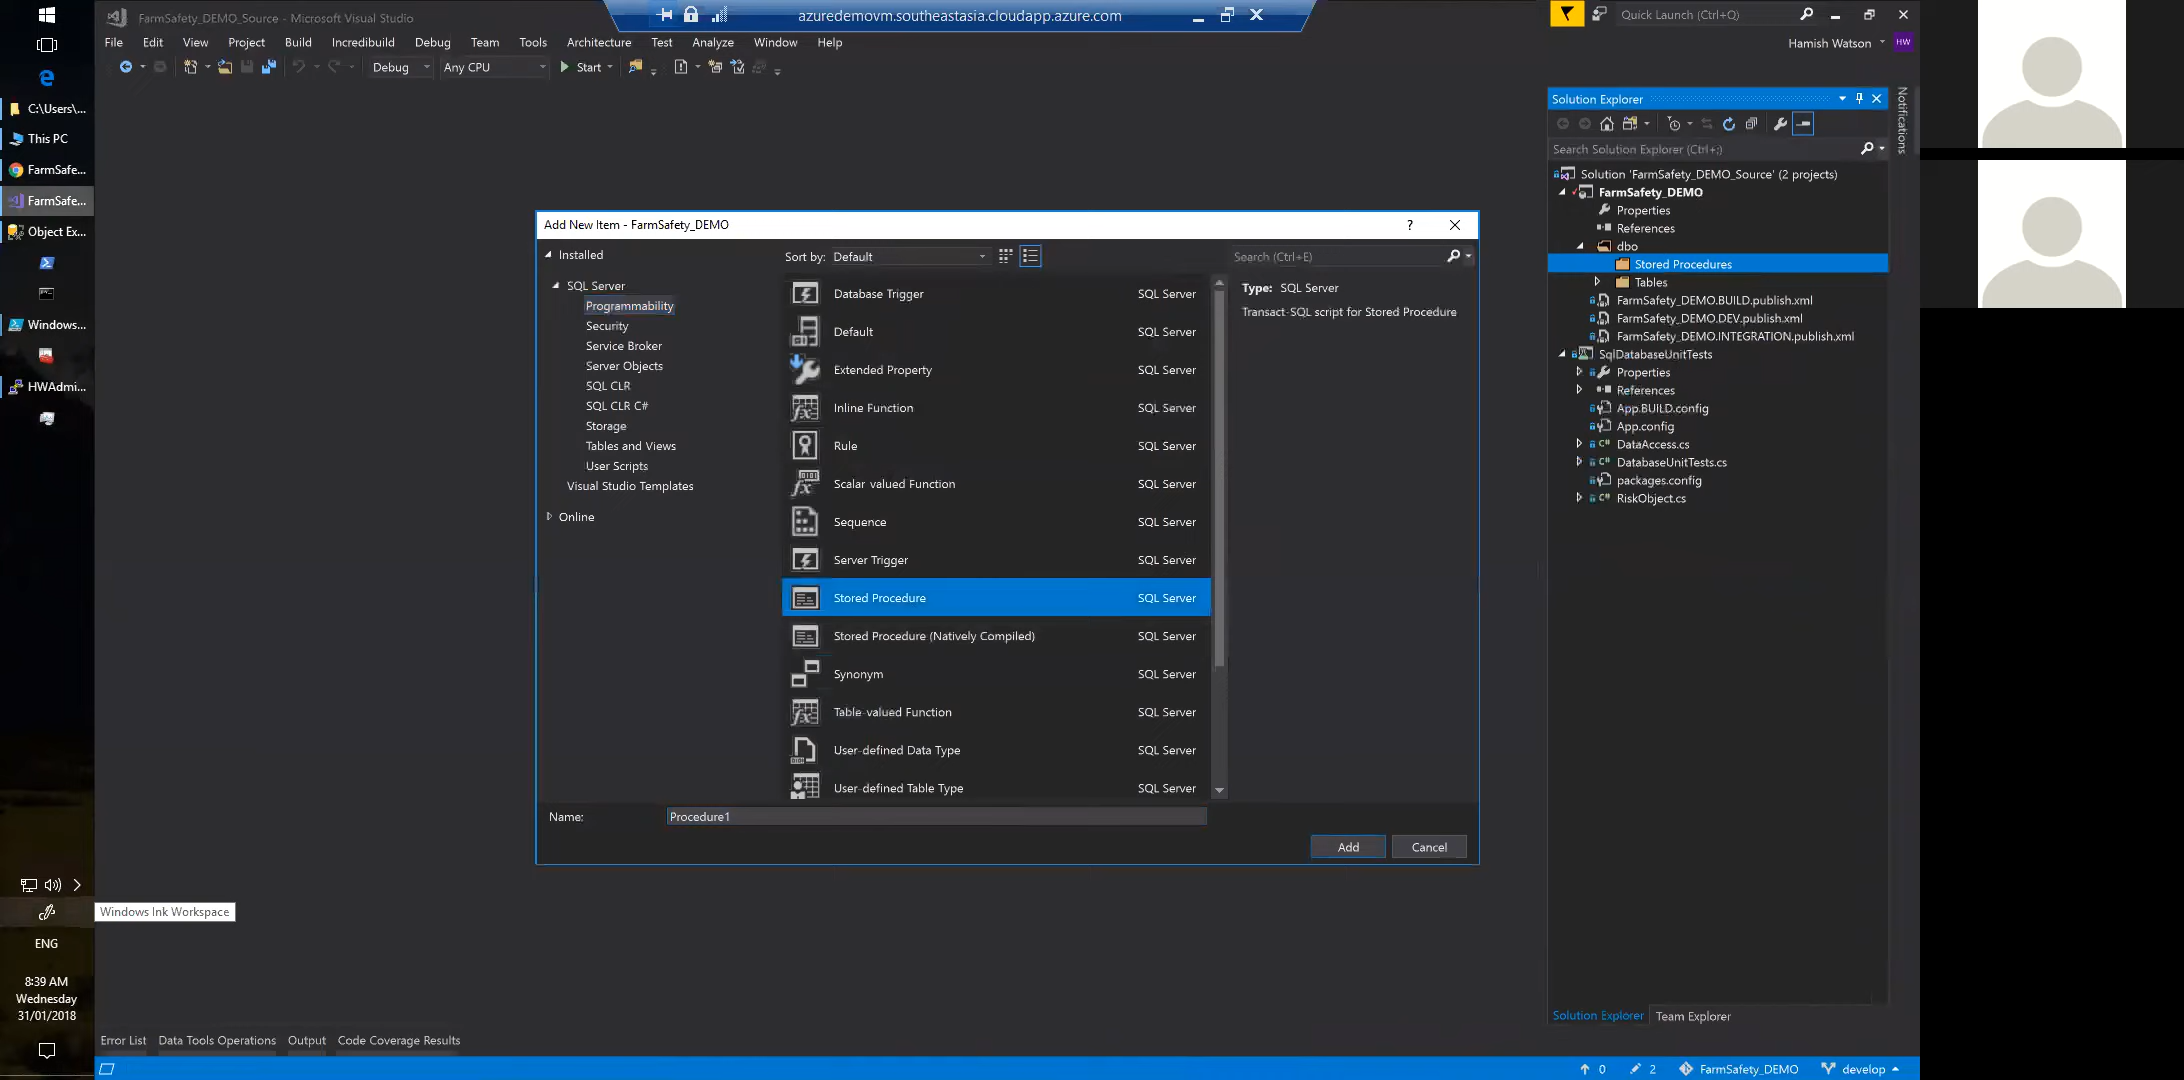 FarmSafety_DEMO_Source - Microsoft Visual Studio
azuredemovm.southeastasia.cloudapp.azure.com
Quick Launch (Ctrl+Q)
File Edit View Project Build Incredibuild Debug Team Tools Architecture Test Analyze Window Help
Hamish Watson HW
Debug Any CPU Start
C:\Users\...
This PC
FarmSafe...
FarmSafe...
Object Ex...
Windows...
HWAdmi...
Windows Ink Workspace
ENG
8:39 AM
Wednesday
31/01/2018
Add New Item - FarmSafety_DEMO
?
Installed
SQL Server
Programmability
Security
Service Broker
Server Objects
SQL CLR
SQL CLR C#
Storage
Tables and Views
User Scripts
Visual Studio Templates
Online
Sort by: Default
Search (Ctrl+E)
Database Trigger SQL Server
Default SQL Server
Extended Property SQL Server
Inline Function SQL Server
Rule SQL Server
Scalar-valued Function SQL Server
Sequence SQL Server
Server Trigger SQL Server
Stored Procedure SQL Server
Stored Procedure (Natively Compiled) SQL Server
Synonym SQL Server
Table-valued Function SQL Server
User-defined Data Type SQL Server
User-defined Table Type SQL Server
Type: SQL Server
Transact-SQL script for Stored Procedure
Name: Procedure1
Add Cancel
Solution Explorer
Search Solution Explorer (Ctrl+;)
Solution 'FarmSafety_DEMO_Source' (2 projects)
FarmSafety_DEMO
Properties
References
dbo
Stored Procedures
Tables
FarmSafety_DEMO.BUILD.publish.xml
FarmSafety_DEMO.DEV.publish.xml
FarmSafety_DEMO.INTEGRATION.publish.xml
SqlDatabaseUnitTests
Properties
References
App.BUILD.config
App.config
C# DataAccess.cs
C# DatabaseUnitTests.cs
packages.config
C# RiskObject.cs
Notifications
Solution Explorer Team Explorer
Error List Data Tools Operations Output Code Coverage Results
0 2 FarmSafety_DEMO develop